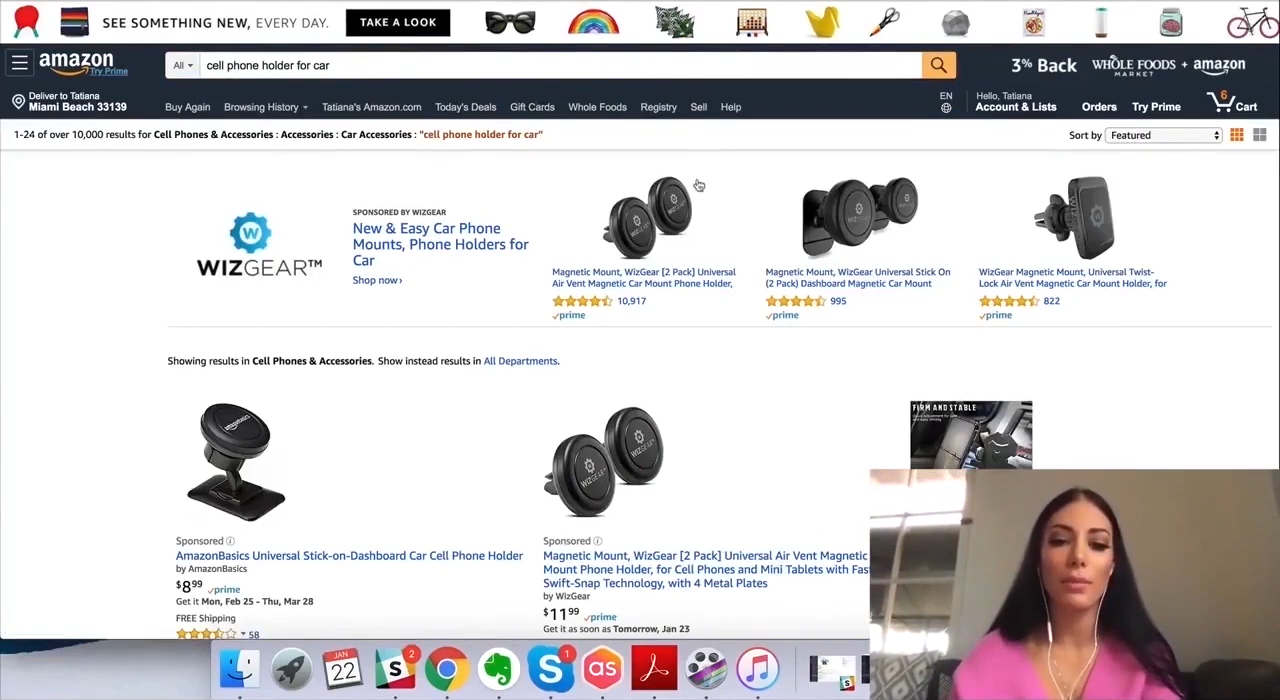 SEE SOMETHING NEW, EVERY DAY.
TAKE A LOOK
amazon
Try Prime
All
cell phone holder for car
3% Back
WHOLE FOODS MARKET + amazon
Deliver to Tatiana
Miami Beach 33139
Buy Again
Browsing History
Tatiana's Amazon.com
Today's Deals
Gift Cards
Whole Foods
Registry
Sell
Help
EN
Hello, Tatiana
Account & Lists
Orders
Try Prime
6
Cart
1-24 of over 10,000 results for Cell Phones & Accessories : Accessories : Car Accessories : "cell phone holder for car"
Sort by
Featured
W
WIZGEAR™
SPONSORED BY WIZGEAR
New & Easy Car Phone
Mounts, Phone Holders for
Car
Shop now›
Magnetic Mount, WizGear [2 Pack] Universal
Air Vent Magnetic Car Mount Phone Holder,
10,917
prime
Magnetic Mount, WizGear Universal Stick On
(2 Pack) Dashboard Magnetic Car Mount
995
prime
WizGear Magnetic Mount, Universal Twist-
Lock Air Vent Magnetic Car Mount Holder, for
822
prime
Showing results in Cell Phones & Accessories. Show instead results in All Departments.
FIRM AND STABLE
Sponsored
AmazonBasics Universal Stick-on-Dashboard Car Cell Phone Holder
by AmazonBasics
$8 99 prime
Get it Mon, Feb 25 - Thu, Mar 28
FREE Shipping
58
Sponsored
Magnetic Mount, WizGear [2 Pack] Universal Air Vent Magnetic
Mount Phone Holder, for Cell Phones and Mini Tablets with Fast
Swift-Snap Technology, with 4 Metal Plates
by WizGear
$11 99 prime
Get it as soon as Tomorrow, Jan 23
JAN
22
S
2
S
1
as